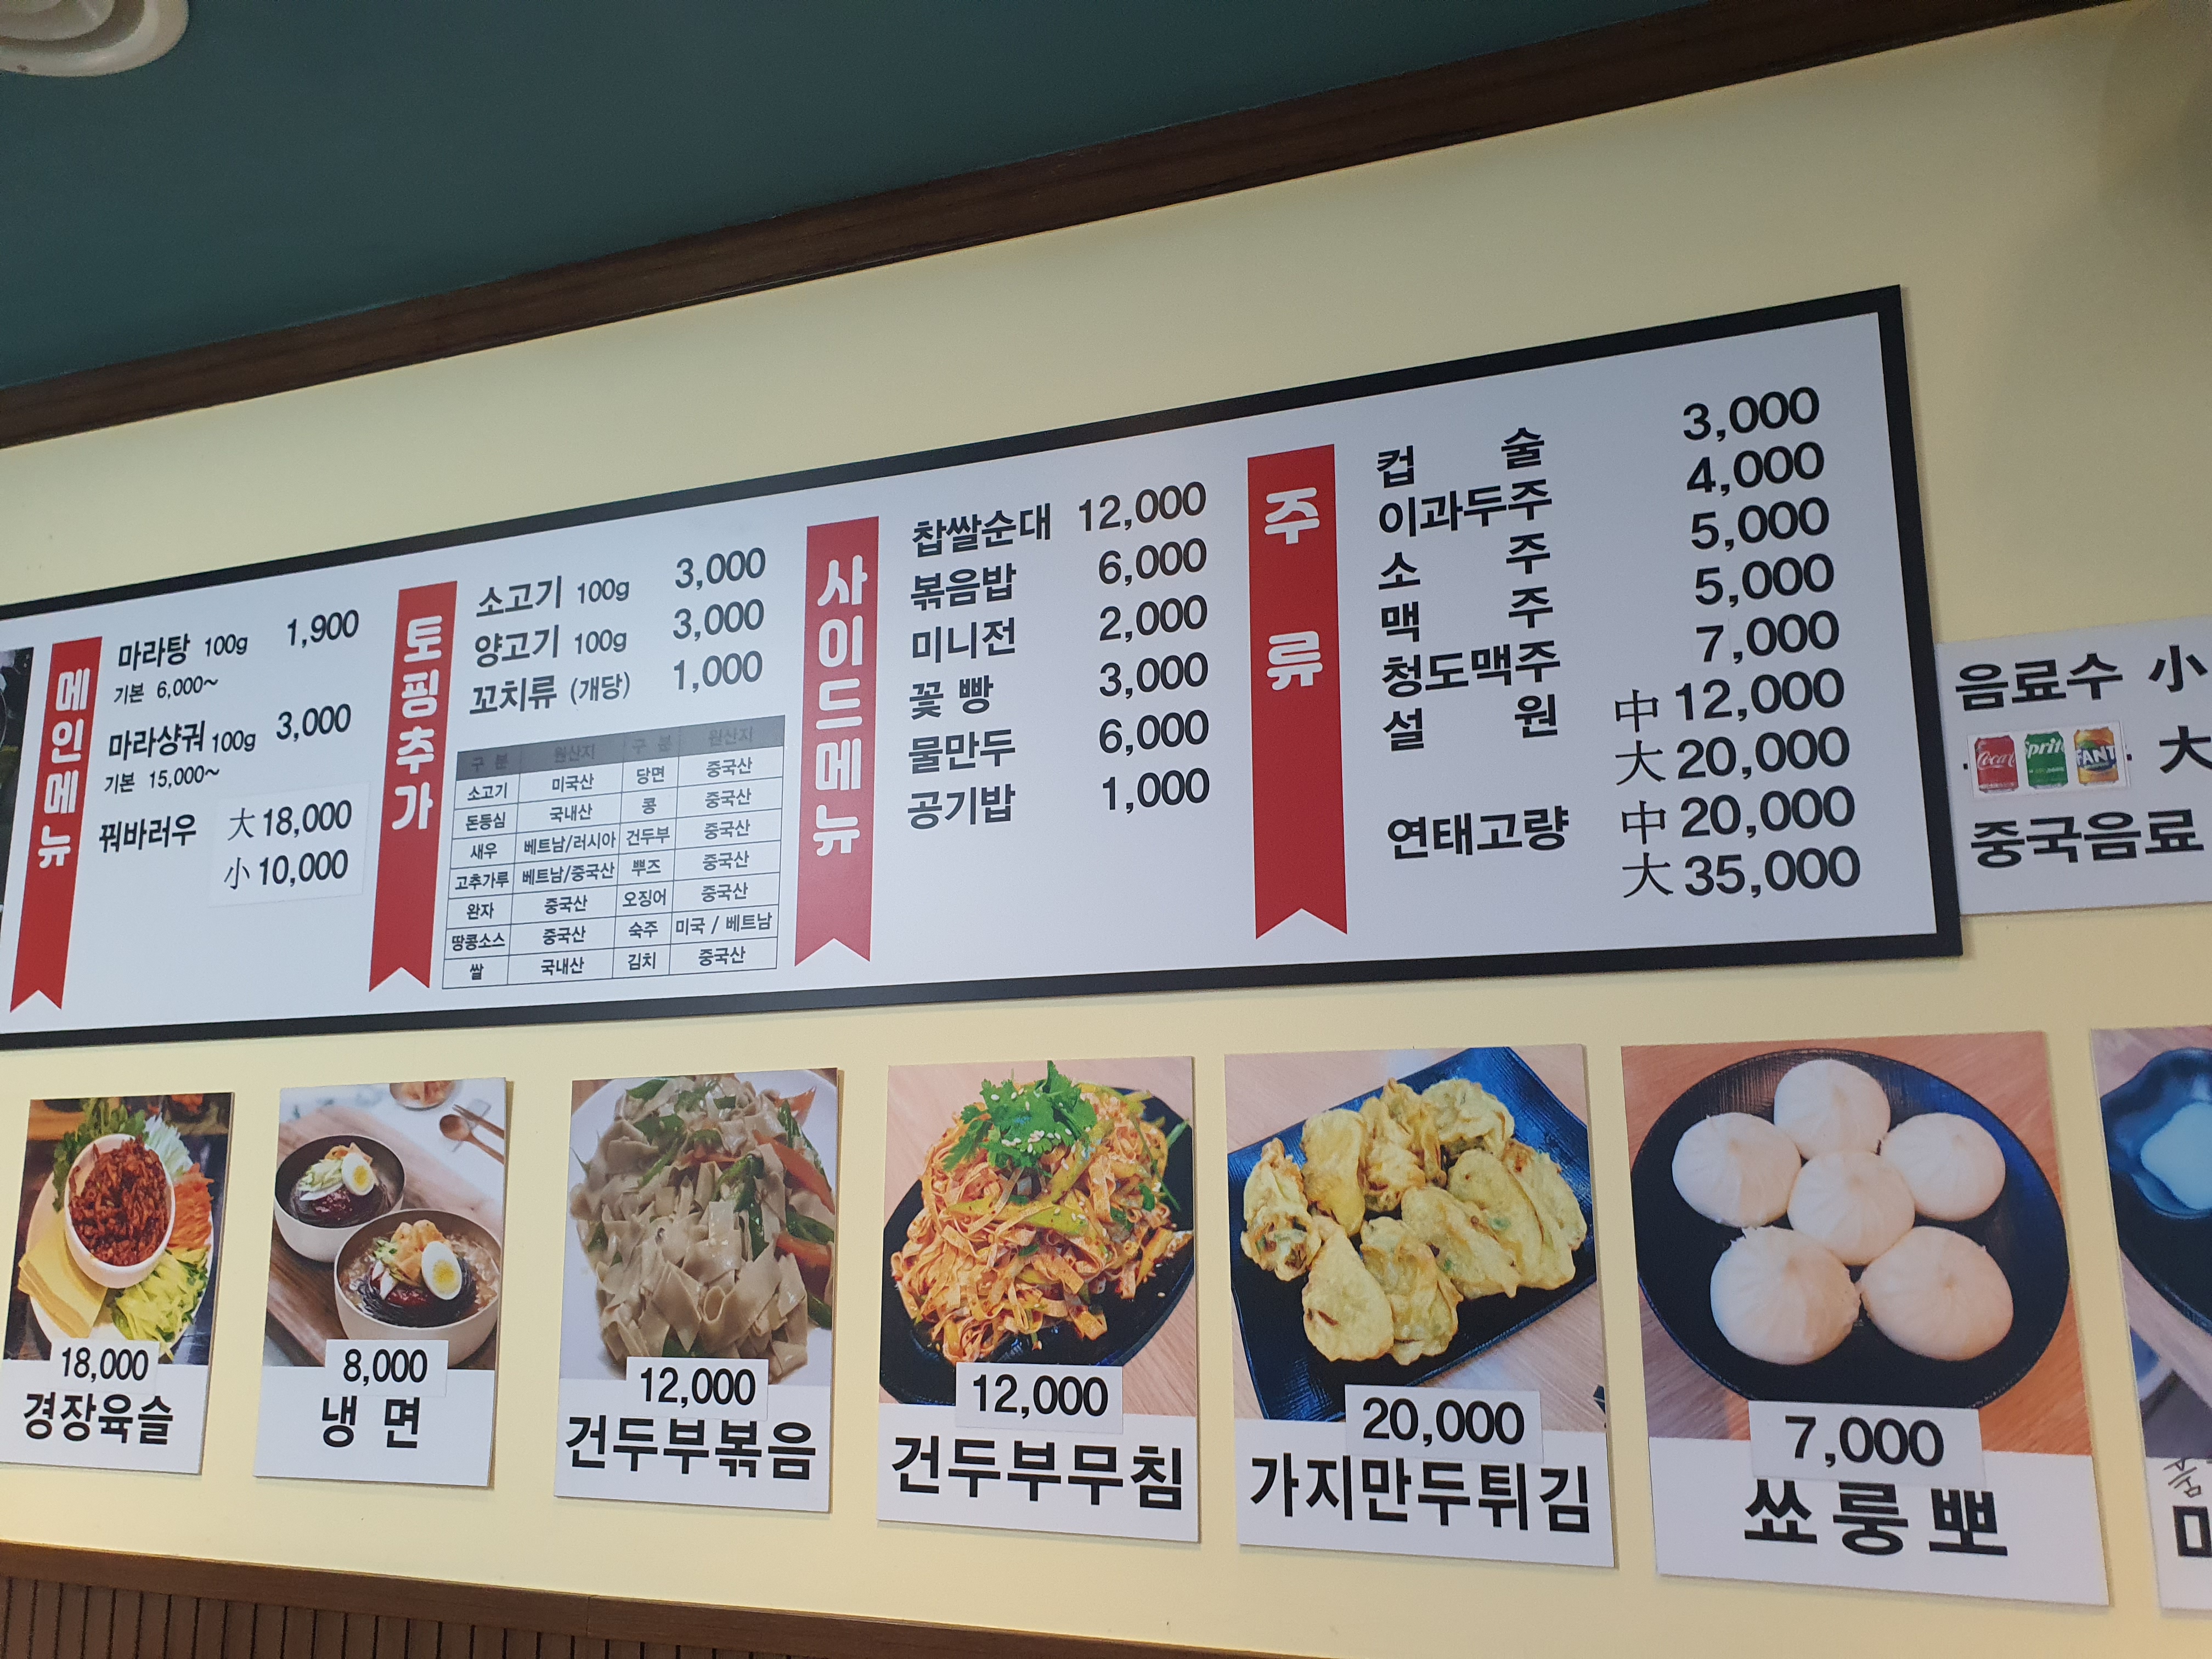 메인메뉴
마라탕 100g 1,900
기본 6,000~
마라샹궈 100g 3,000
기본 15,000~
꿔바러우 大 18,000
小 10,000
토핑추가
소고기 100g 3,000
양고기 100g 3,000
꼬치류 (개당) 1,000
구 분 원산지 구 분 원산지
소고기 미국산 당면 중국산
돈등심 국내산 콩 중국산
새우 베트남/러시아 건두부 중국산
고추가루 베트남/중국산 뿌즈 중국산
완자 중국산 오징어 중국산
땅콩소스 중국산 숙주 미국 / 베트남
쌀 국내산 김치 중국산
사이드메뉴
찹쌀순대 12,000
볶음밥 6,000
미니전 2,000
꽃 빵 3,000
물만두 6,000
공기밥 1,000
주류
컵 술 3,000
이과두주 4,000
소 주 5,000
맥 주 5,000
청도맥주 7,000
설 원 中 12,000
大 20,000
연태고량 中 20,000
大 35,000
음료수 小
大
중국음료
18,000
경장육슬
8,000
냉 면
12,000
건두부볶음
12,000
건두부무침
20,000
가지만두튀김
7,000
쑈룽뽀